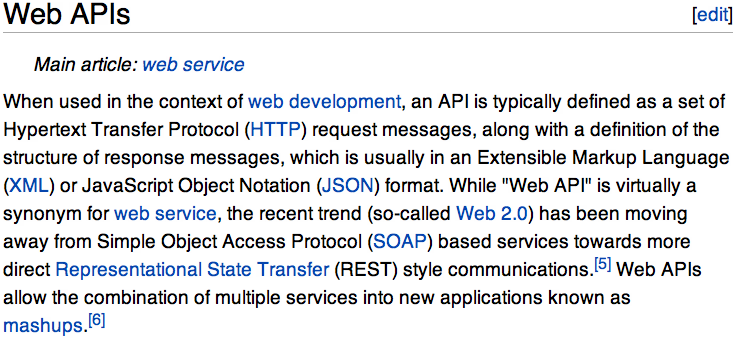 Web APIs [edit]
Main article: web service
When used in the context of web development, an API is typically defined as a set of
Hypertext Transfer Protocol (HTTP) request messages, along with a definition of the
structure of response messages, which is usually in an Extensible Markup Language
(XML) or JavaScript Object Notation (JSON) format. While "Web API" is virtually a
synonym for web service, the recent trend (so-called Web 2.0) has been moving
away from Simple Object Access Protocol (SOAP) based services towards more
direct Representational State Transfer (REST) style communications.[5] Web APIs
allow the combination of multiple services into new applications known as
mashups.[6]